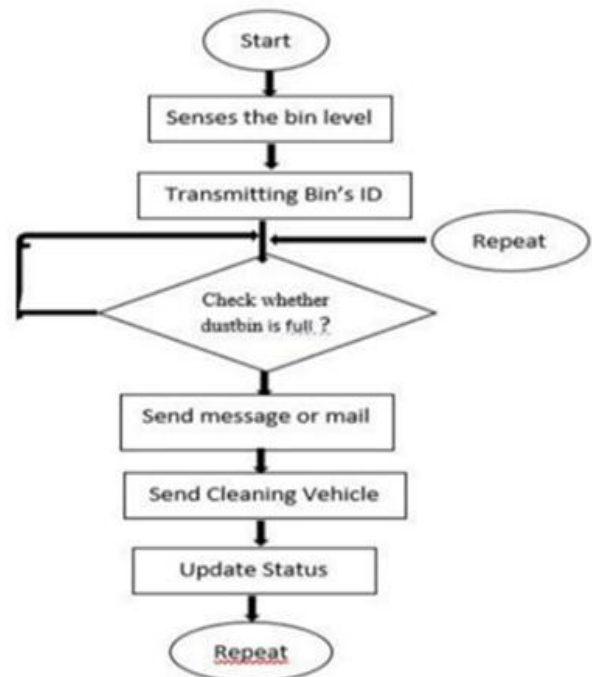 Start
Senses the bin level
Transmitting Bin's ID
Repeat
Check whether
dustbin is full ?
Send message or mail
Send Cleaning Vehicle
Update Status
Repeat